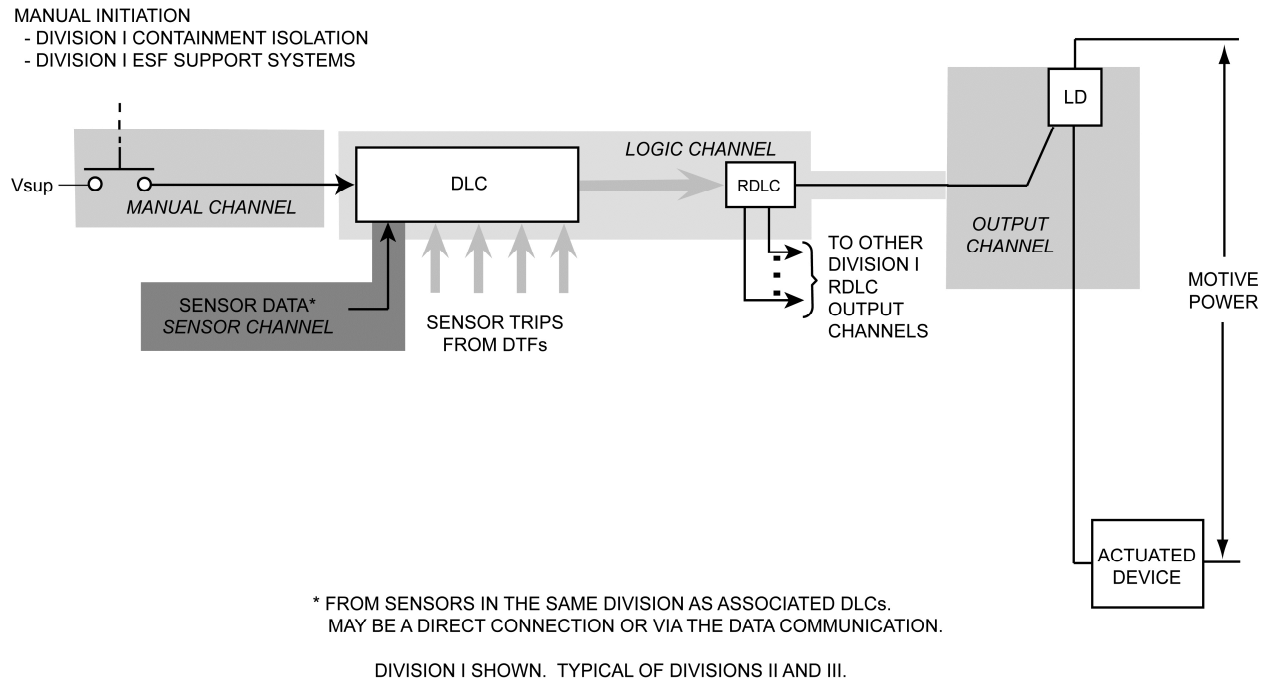 MANUAL INITIATION
- DIVISION I CONTAINMENT ISOLATION
- DIVISION I ESF SUPPORT SYSTEMS
Vsup
MANUAL CHANNEL
DLC
LOGIC CHANNEL
RDLC
LD
OUTPUT
CHANNEL
MOTIVE
POWER
SENSOR DATA*
SENSOR CHANNEL
SENSOR TRIPS
FROM DTFs
TO OTHER
DIVISION I
RDLC
OUTPUT
CHANNELS
ACTUATED
DEVICE
* FROM SENSORS IN THE SAME DIVISION AS ASSOCIATED DLCs.
MAY BE A DIRECT CONNECTION OR VIA THE DATA COMMUNICATION.
DIVISION I SHOWN. TYPICAL OF DIVISIONS II AND III.